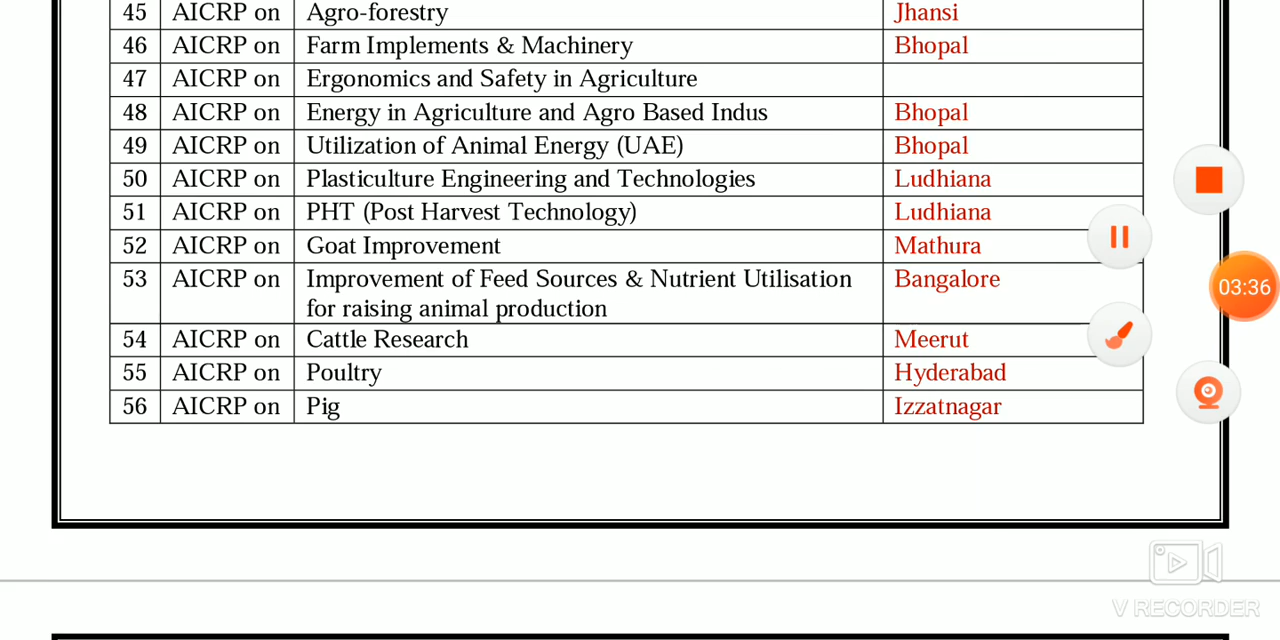 45 AICRP on Agro-forestry Jhansi
46 AICRP on Farm Implements & Machinery Bhopal
47 AICRP on Ergonomics and Safety in Agriculture
48 AICRP on Energy in Agriculture and Agro Based Indus Bhopal
49 AICRP on Utilization of Animal Energy (UAE) Bhopal
50 AICRP on Plasticulture Engineering and Technologies Ludhiana
51 AICRP on PHT (Post Harvest Technology) Ludhiana
52 AICRP on Goat Improvement Mathura
53 AICRP on Improvement of Feed Sources & Nutrient Utilisation Bangalore
for raising animal production
54 AICRP on Cattle Research Meerut
55 AICRP on Poultry Hyderabad
56 AICRP on Pig Izzatnagar
03:36
V RECORDER